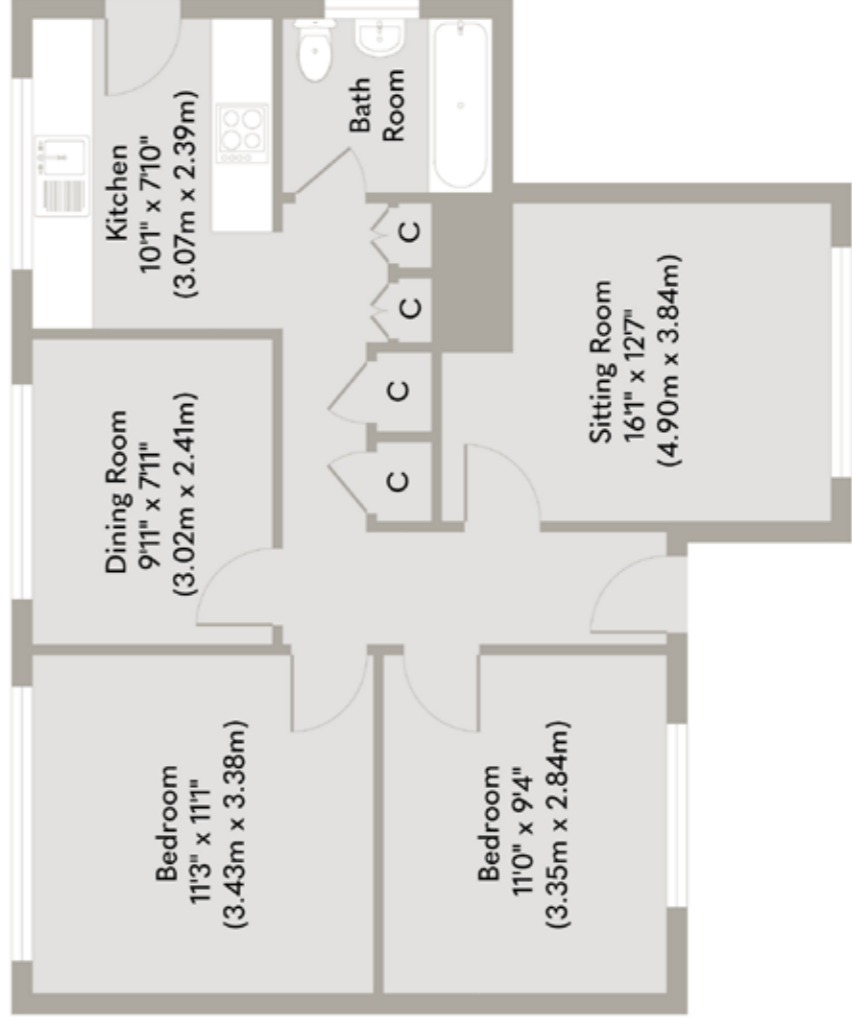 Kitchen
10'1" x 7'10"
(3.07m x 2.39m)
Bath
Room
C
C
C
C
Sitting Room
16'1" x 12'7"
(4.90m x 3.84m)
Dining Room
9'11" x 7'11"
(3.02m x 2.41m)
Bedroom
11'3" x 11'1"
(3.43m x 3.38m)
Bedroom
11'0" x 9'4"
(3.35m x 2.84m)